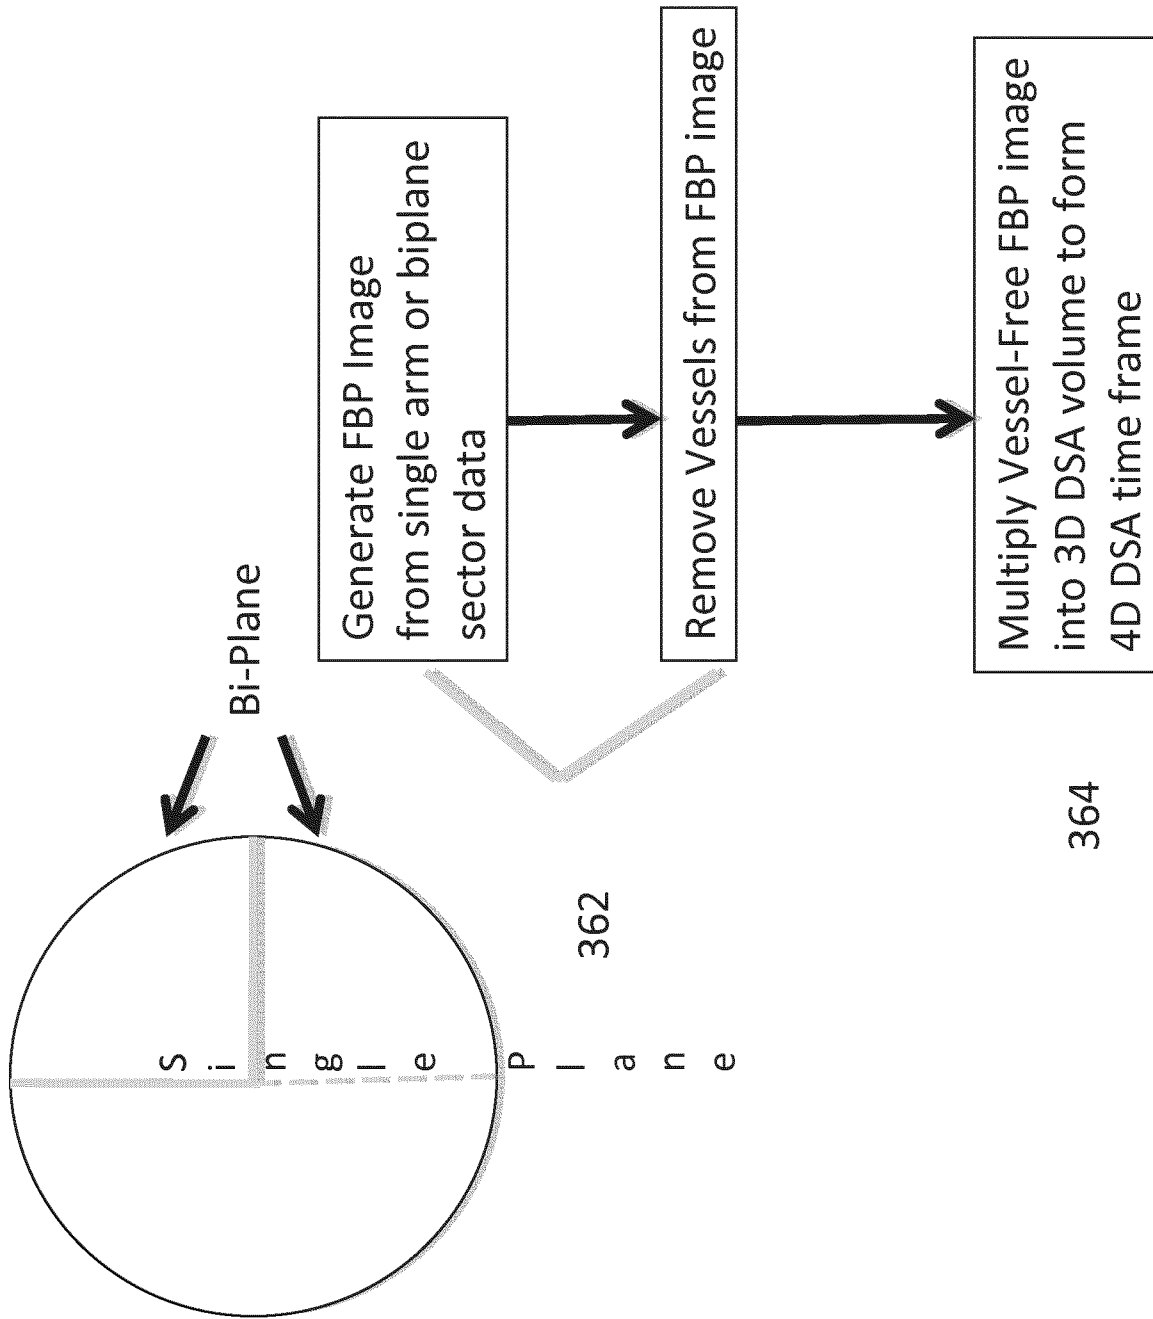 Single Plane
Bi-Plane
Generate FBP Image
from single arm or biplane
sector data
362
Remove Vessels from FBP image
364
Multiply Vessel-Free FBP image
into 3D DSA volume to form
4D DSA time frame